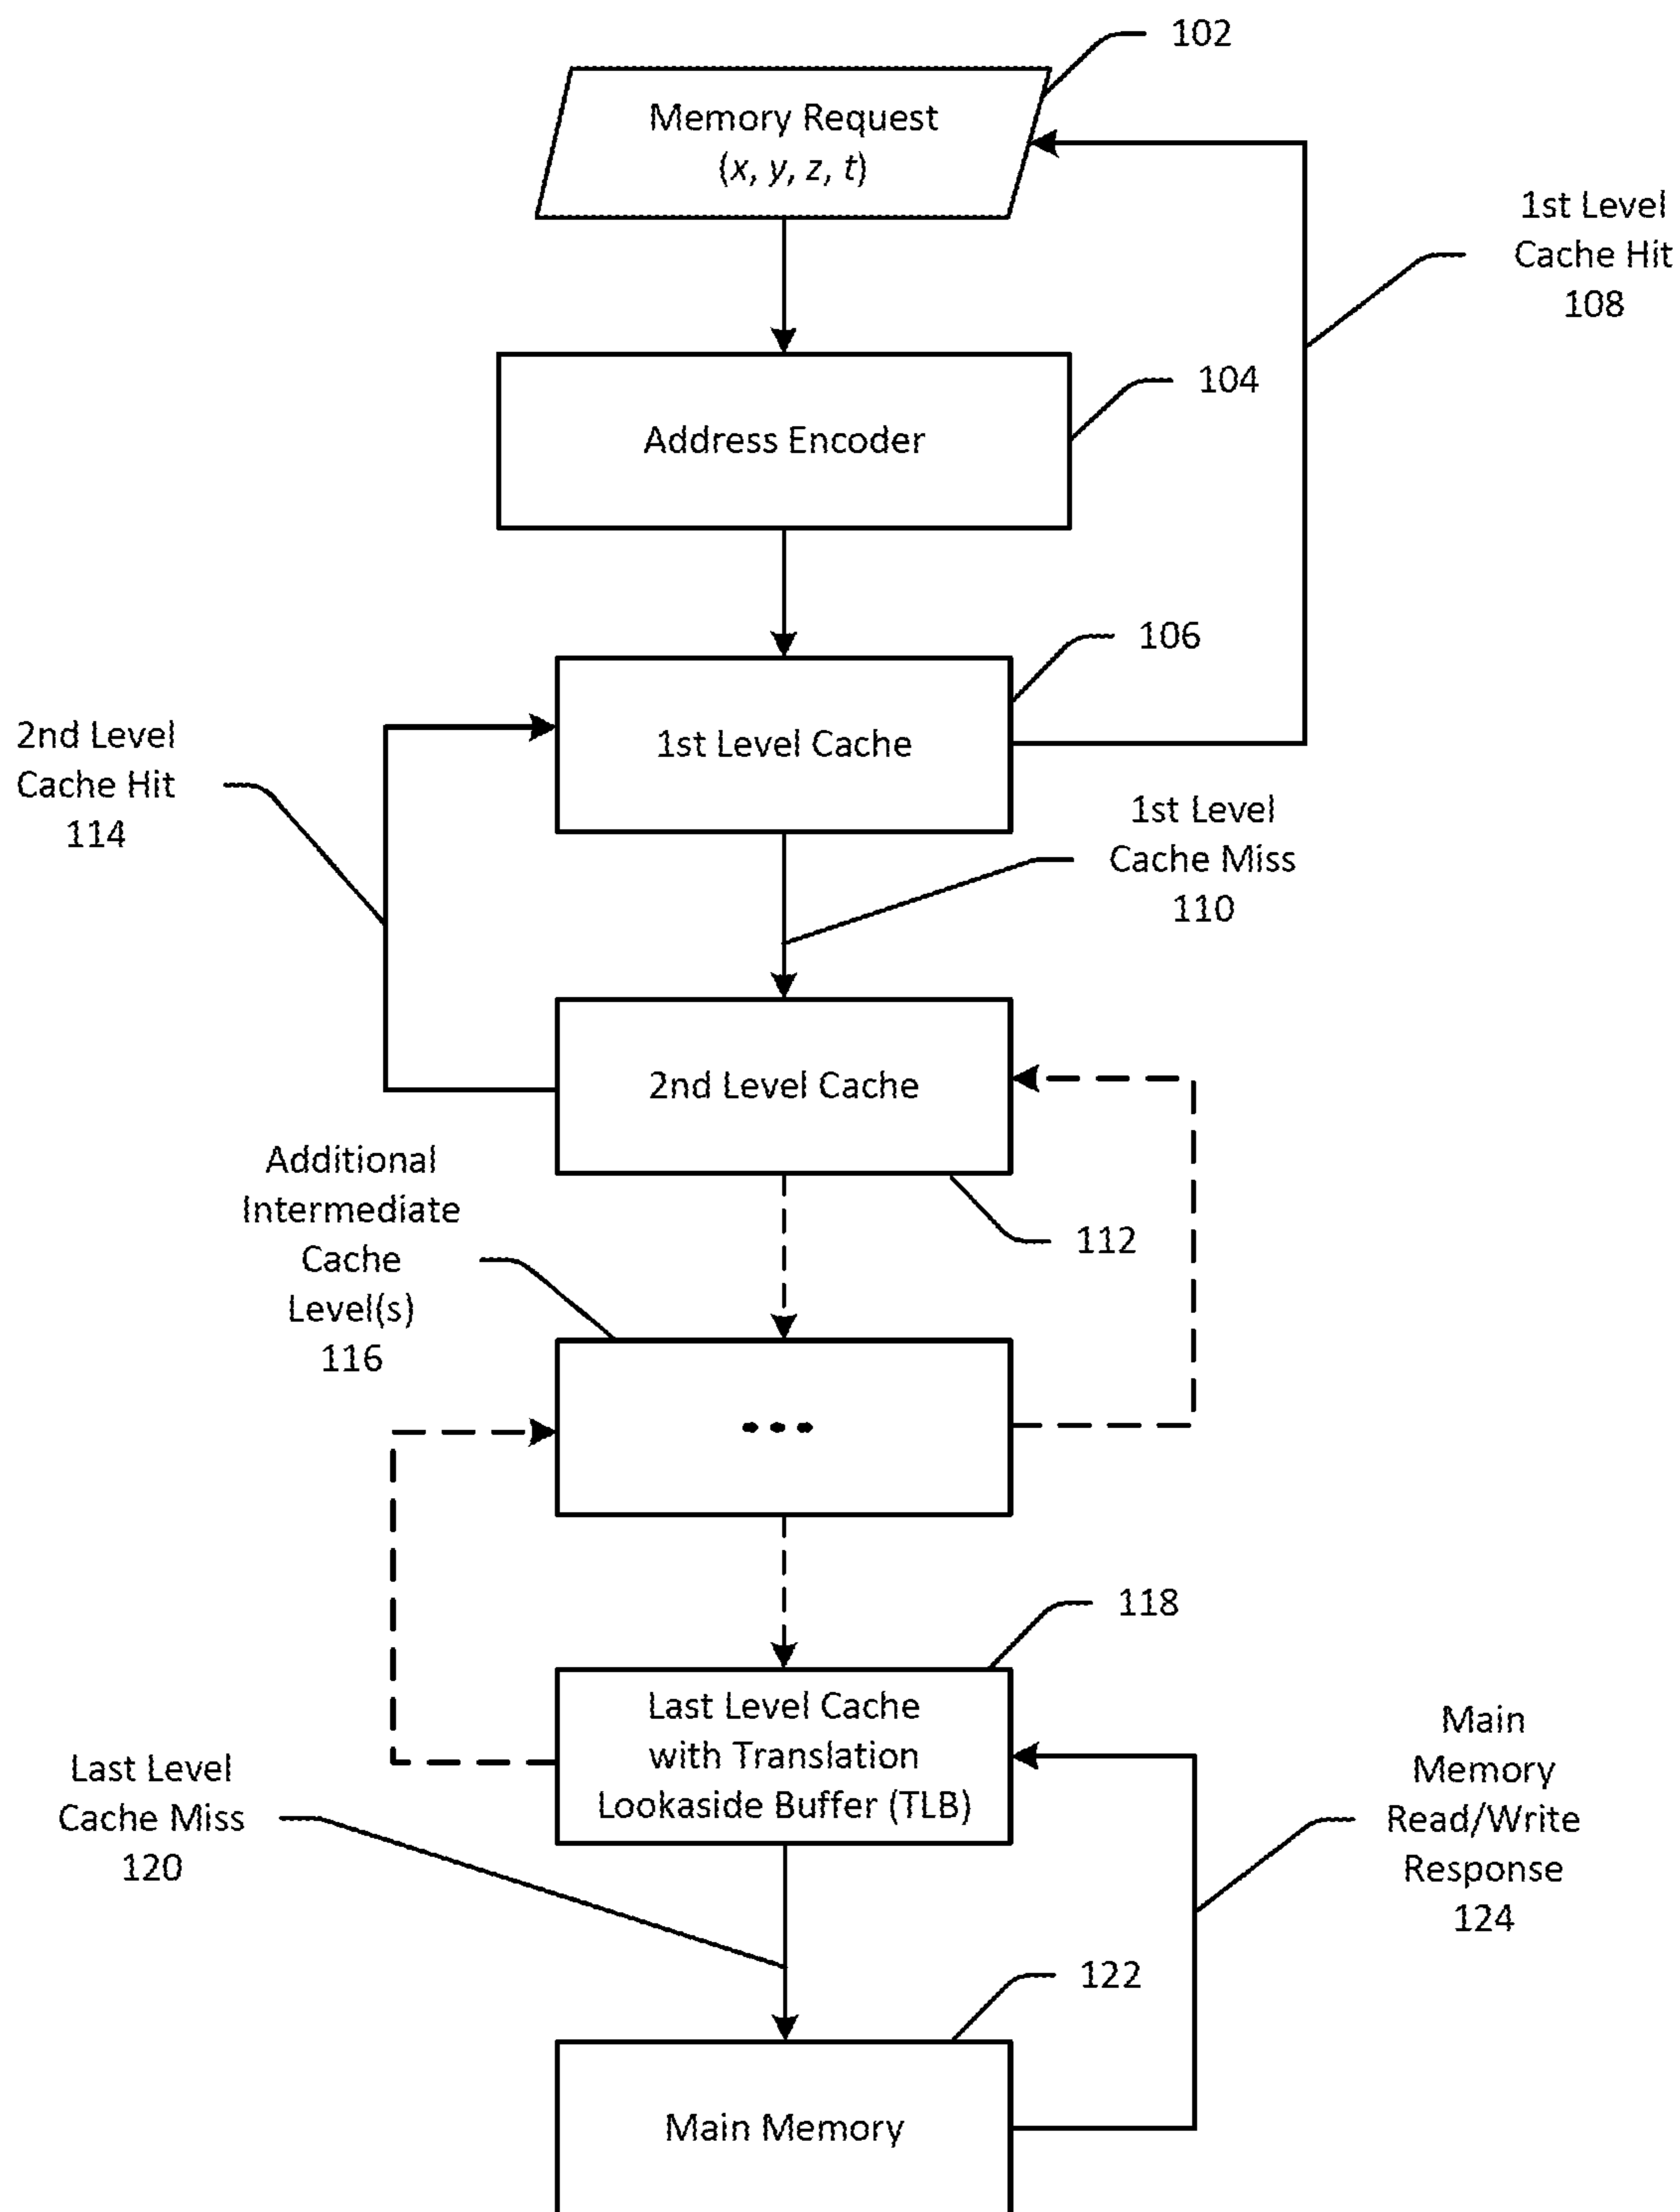 102
Memory Request
(x, y, z, t)
1st Level
Cache Hit
108
104
Address Encoder
106
1st Level Cache
2nd Level
Cache Hit
114
1st Level
Cache Miss
110
2nd Level Cache
112
Additional
Intermediate
Cache
Level(s)
116
...
118
Last Level Cache
with Translation
Lookaside Buffer (TLB)
Last Level
Cache Miss
120
Main
Memory
Read/Write
Response
124
122
Main Memory